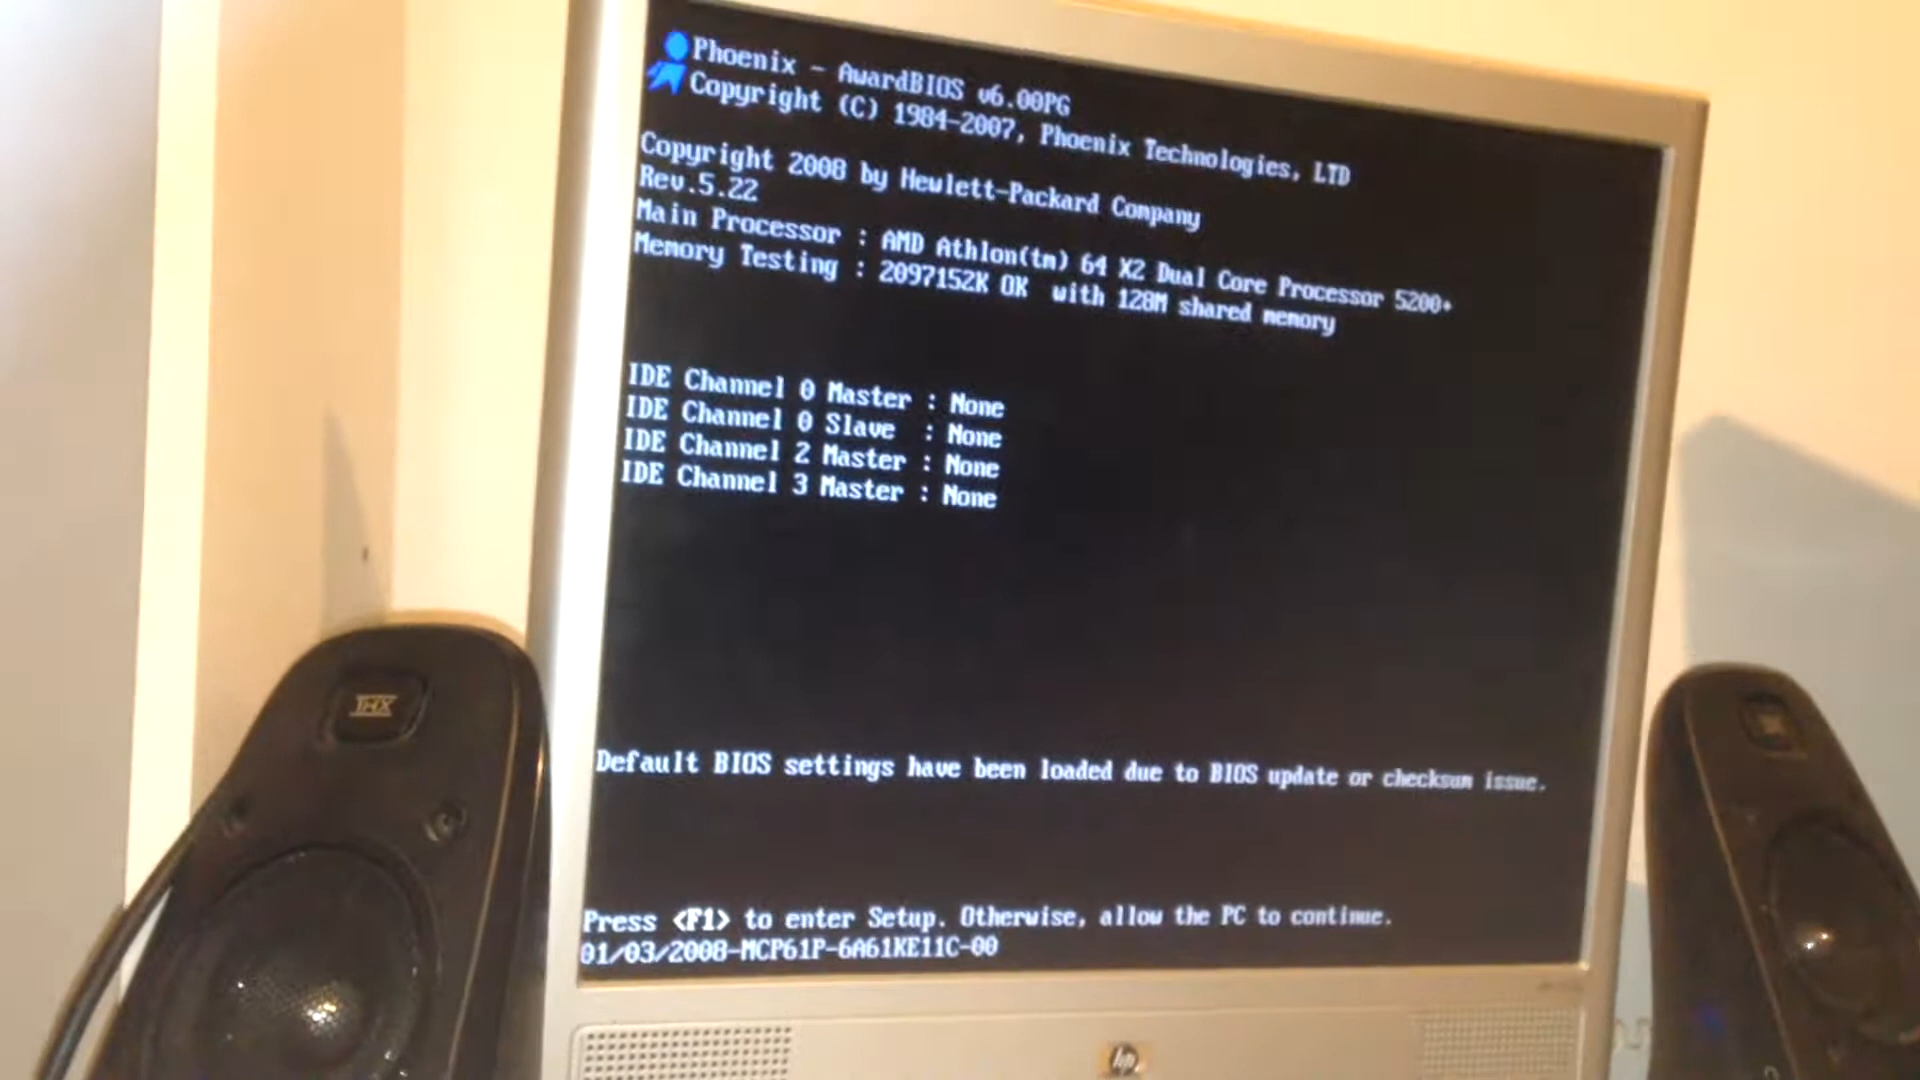 Phoenix - AwardBIOS v6.00PG
Copyright (C) 1984-2007, Phoenix Technologies, LTD
Copyright 2008 by Hewlett-Packard Company
Rev.5.22
Main Processor : AMD Athlon(tm) 64 X2 Dual Core Processor 5200+
Memory Testing : 2097152K OK with 128M shared memory
IDE Channel 0 Master : None
IDE Channel 0 Slave : None
IDE Channel 2 Master : None
IDE Channel 3 Master : None
THX
Default BIOS settings have been loaded due to BIOS update or checksum issue.
Press <F1> to enter Setup. Otherwise, allow the PC to continue.
01/03/2008-MCP61P-6A61KE11C-00
hp